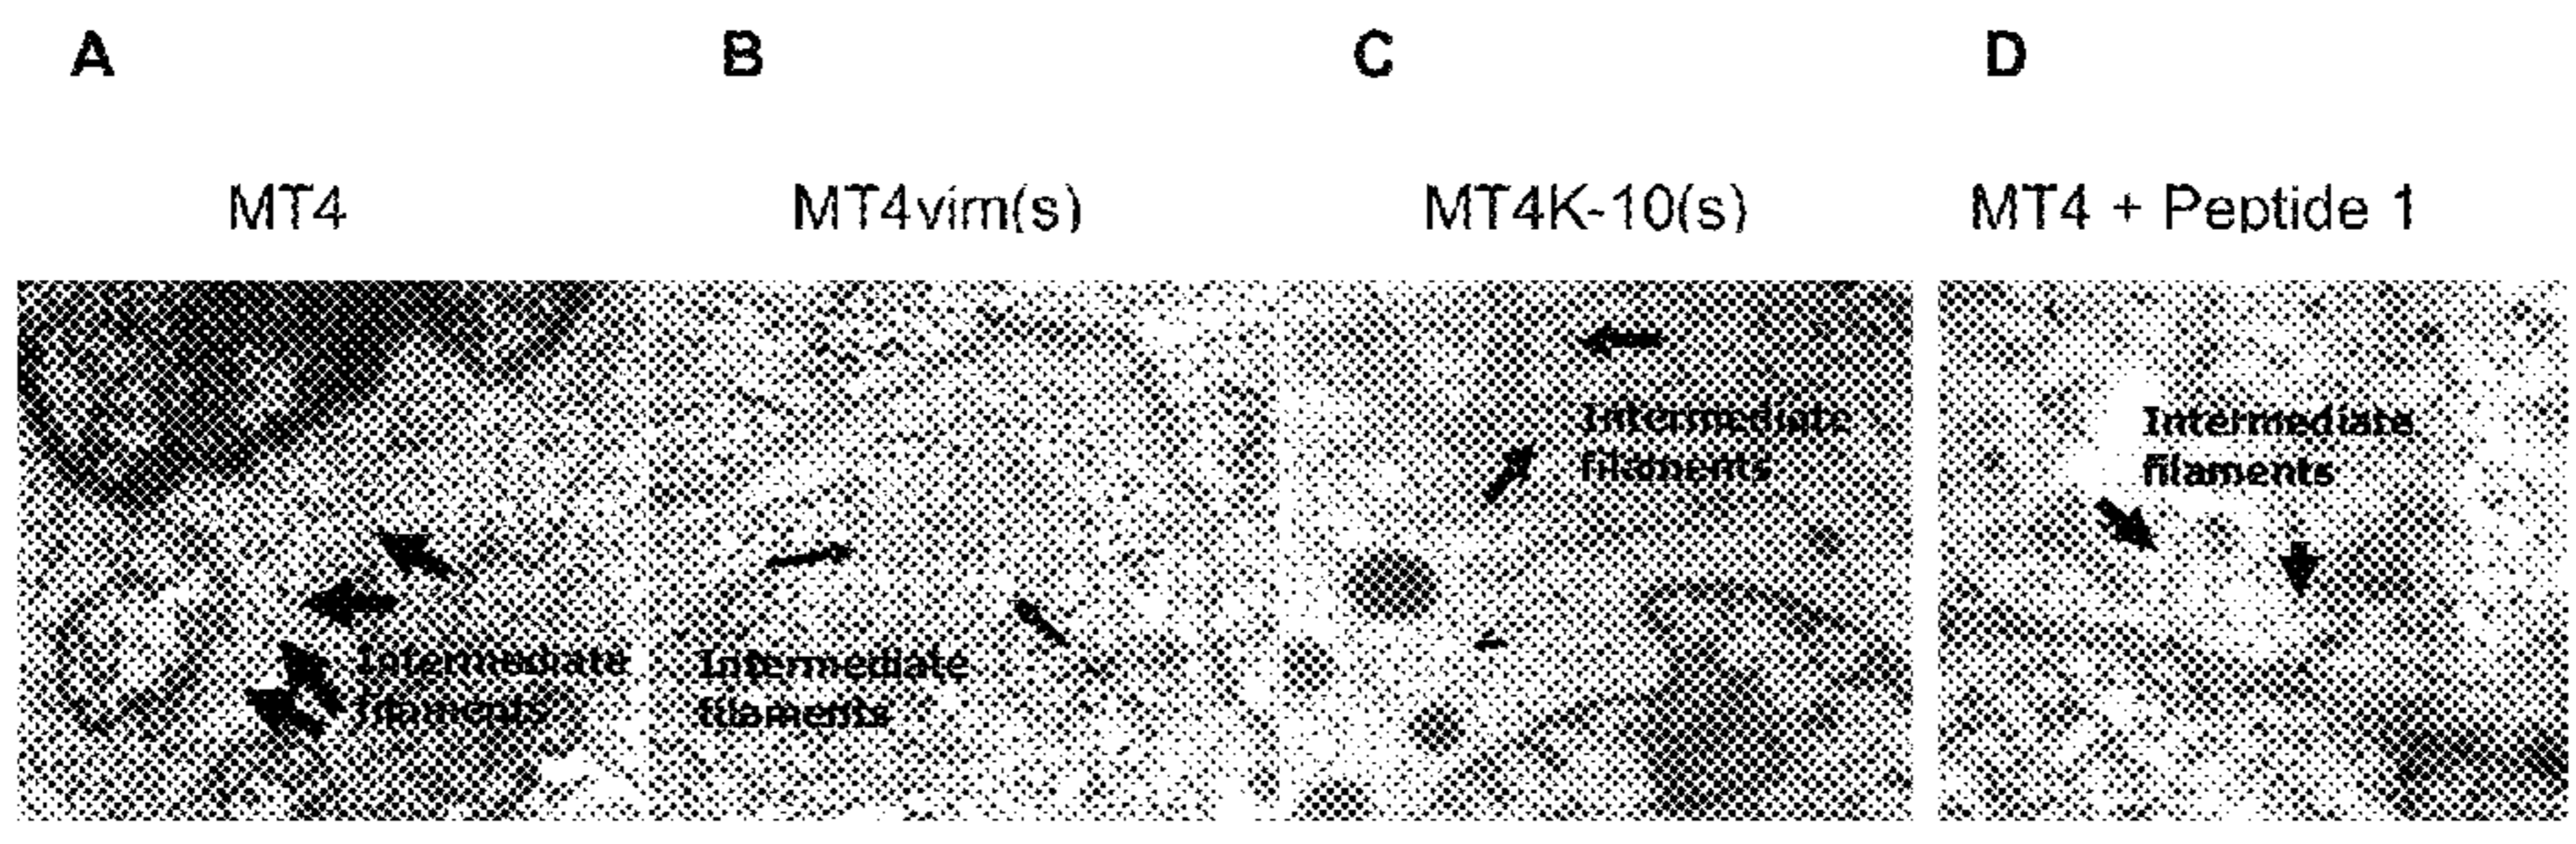 A
B
C
D
MT4
MT4vim(s)
MT4K-10(s)
MT4 + Peptide 1
Intermediate
filaments
Intermediate
filaments
Intermediate
filaments
Intermediate
filaments